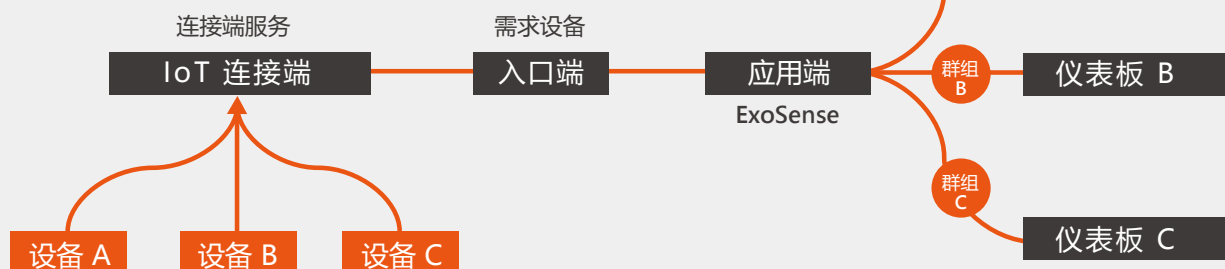 连接端服务
需求设备
IoT 连接端
入口端
应用端
ExoSense
群组
B
仪表板 B
群组
C
仪表板 C
设备 A
设备 B
设备 C